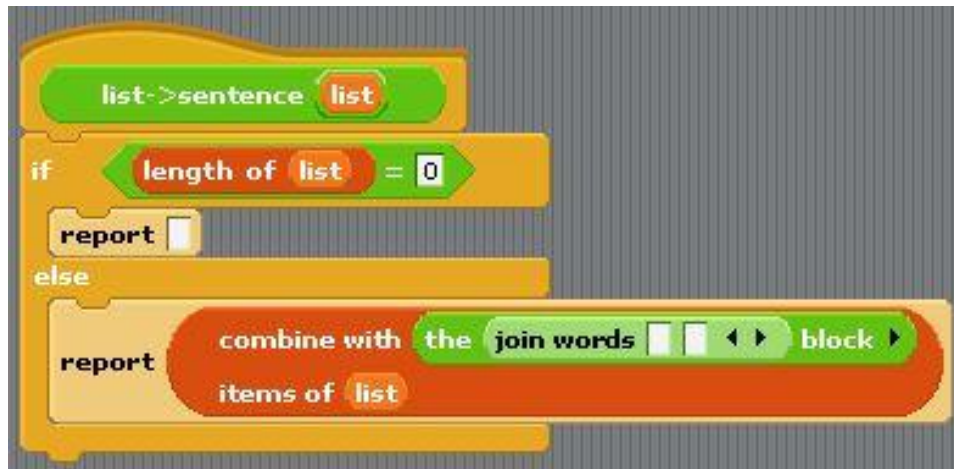 list->sentence list
if length of list = 0
report
else
combine with the join words block
report
items of list